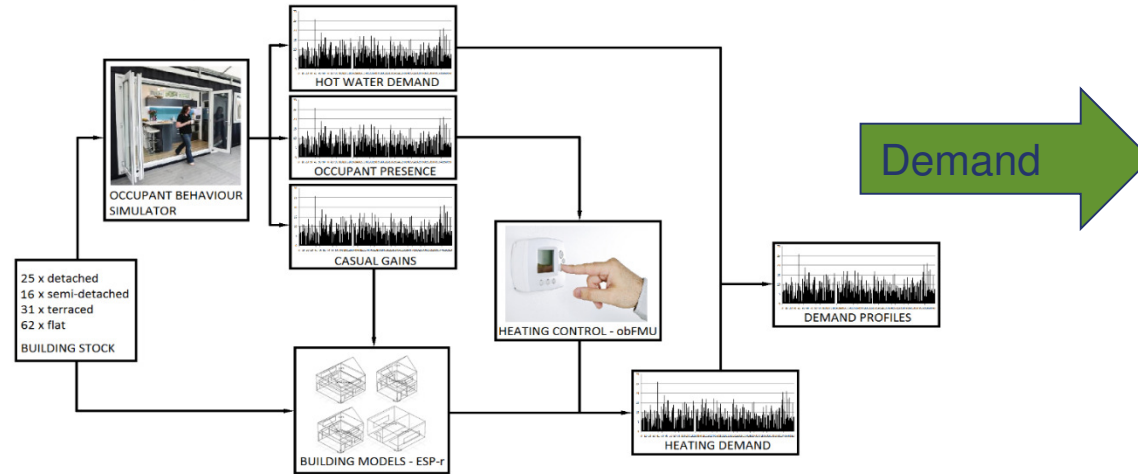 HOT WATER DEMAND
OCCUPANT BEHAVIOUR
SIMULATOR
OCCUPANT PRESENCE
CASUAL GAINS
Demand
25 x detached
16 x semi-detached
31 x terraced
62 x flat
BUILDING STOCK
HEATING CONTROL - obFMU
DEMAND PROFILES
BUILDING MODELS - ESP-r
HEATING DEMAND